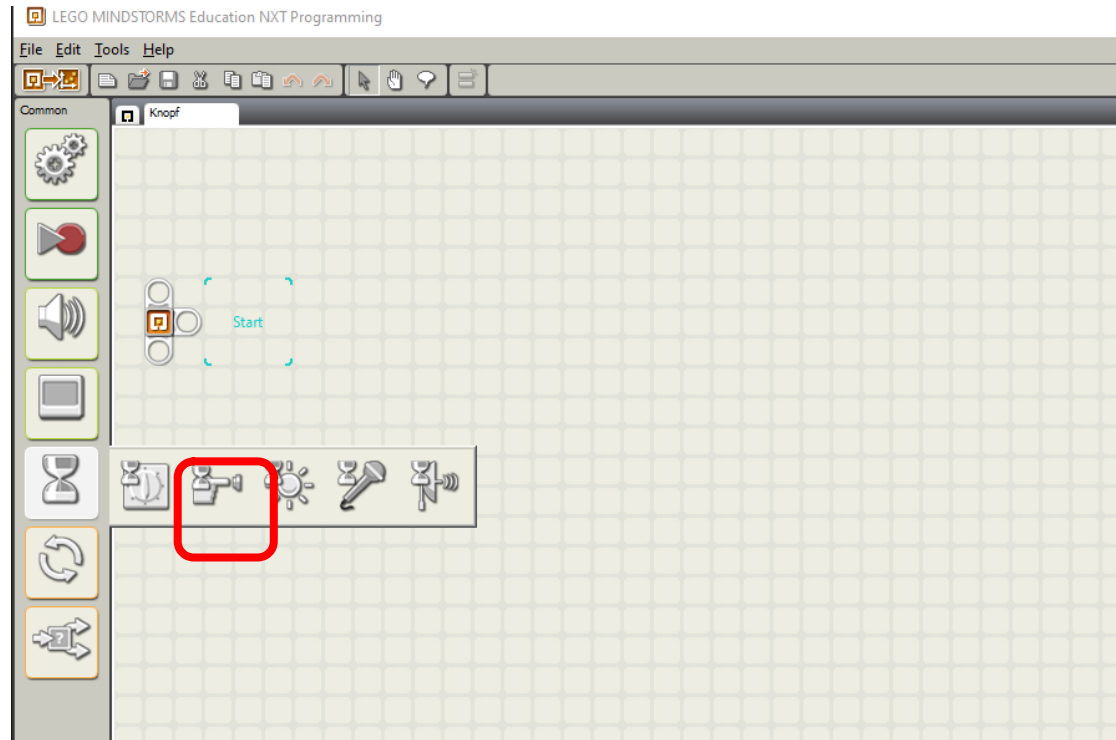 LEGO MINDSTORMS Education NXT Programming
File Edit Tools Help
Common
Knopf
Start
?